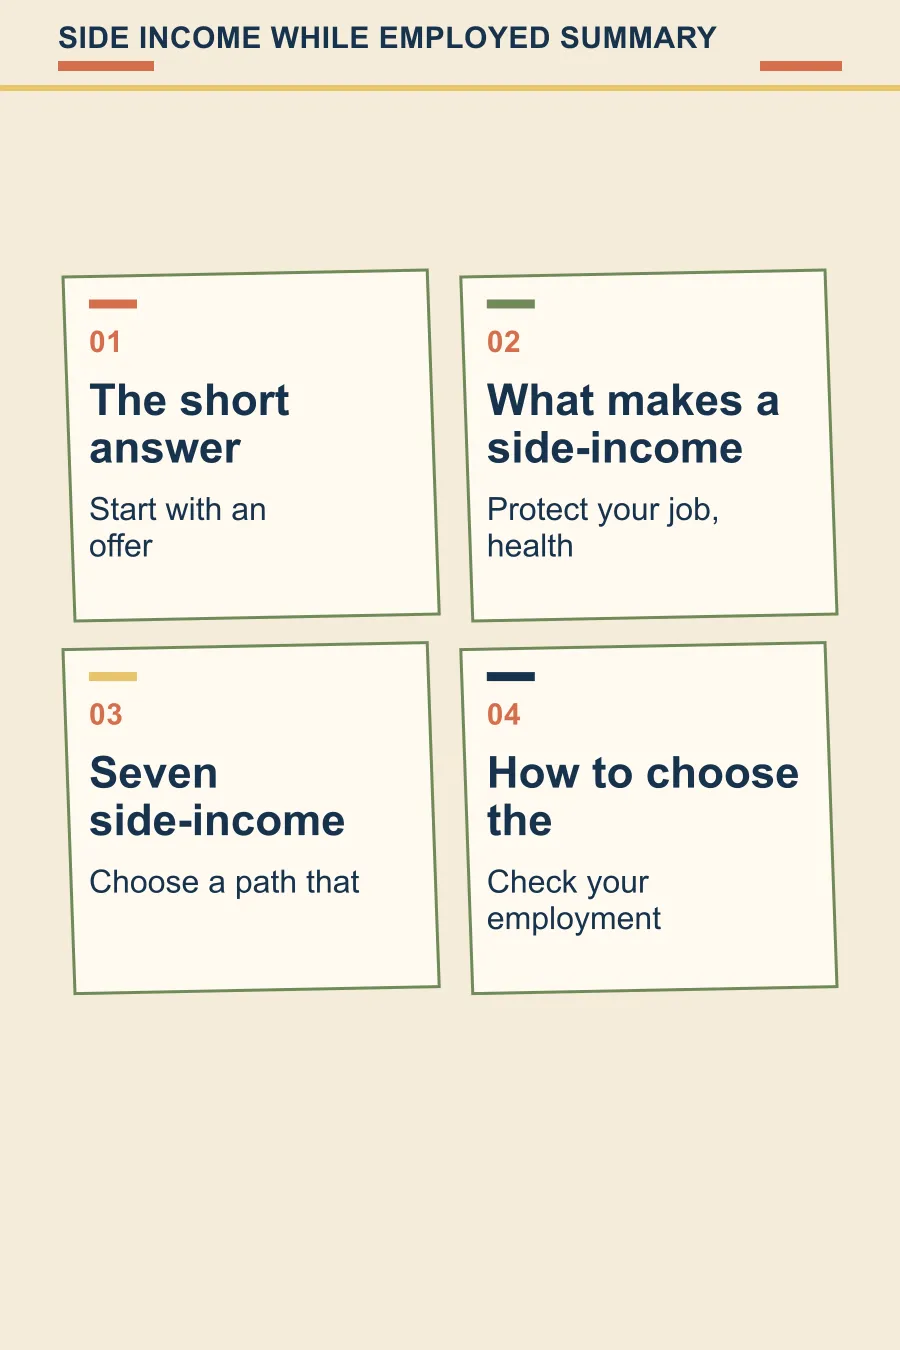 SIDE INCOME WHILE EMPLOYED SUMMARY
01
The short
answer
Start with an
offer
02
What makes a
side-income
Protect your job,
health
03
Seven
side-income
Choose a path that
04
How to choose
the
Check your
employment